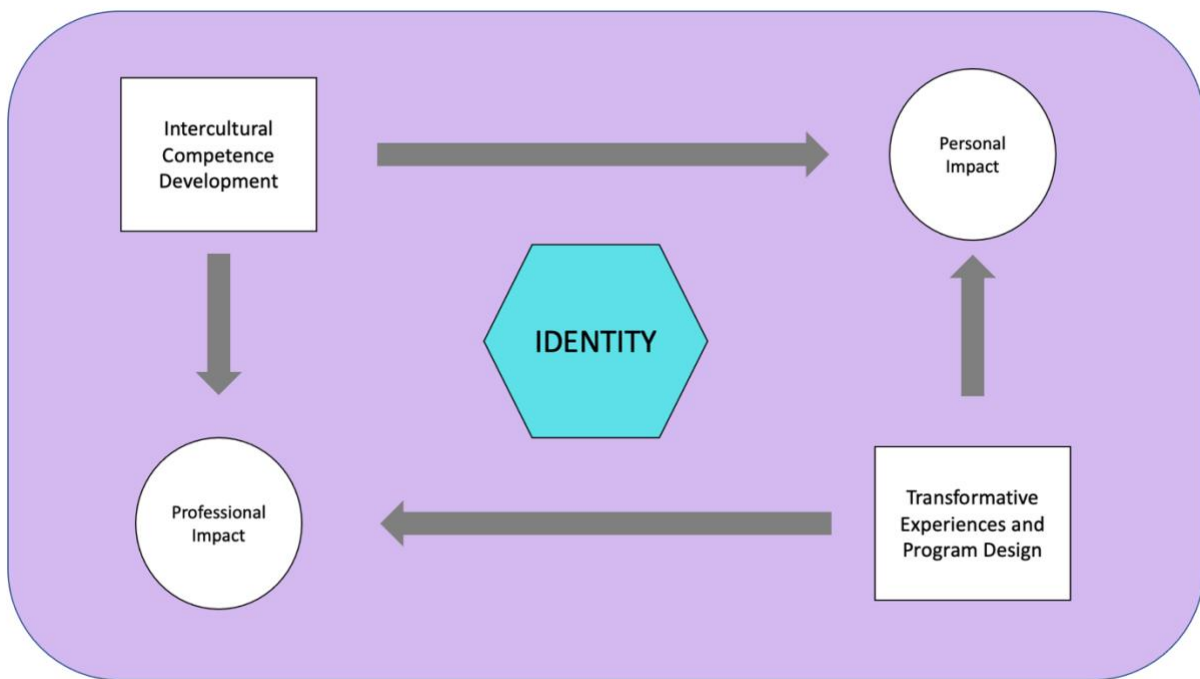 Intercultural
Competence
Development
Personal
Impact
IDENTITY
Professional
Impact
Transformative
Experiences and
Program Design